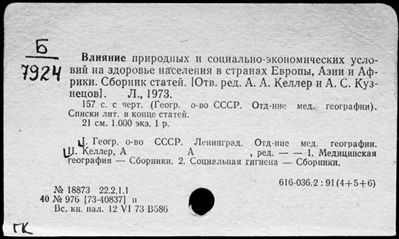 Б
7924
Влияние природных и социально-экономических усло-
вий на здоровье населения в странах Европы, Азии и Аф-
рики. Сборник статей. [Отв. ред. А. А. Келлер и А. С. Куз-
нецов]. Л., 1973.
157 с. с черт. (Геогр. о-во СССР. Отд-ние мед. географии).
Списки лит. в конце статей.
21 см. 1.000 экз. 1 р.
I. Геогр. о-во СССР. Ленинград. Отд-ние мед. географии.
II. Келлер, А А , ред. — — 1. Медицинская
география — Сборники. 2. Социальная гигиена — Сборники.
616-036.2 : 91(4+5+6)
№ 18873 22.2.1.1
40 № 976 [73-40837] п
Вс. кн. пал. 12 VI 73 В586
ГК